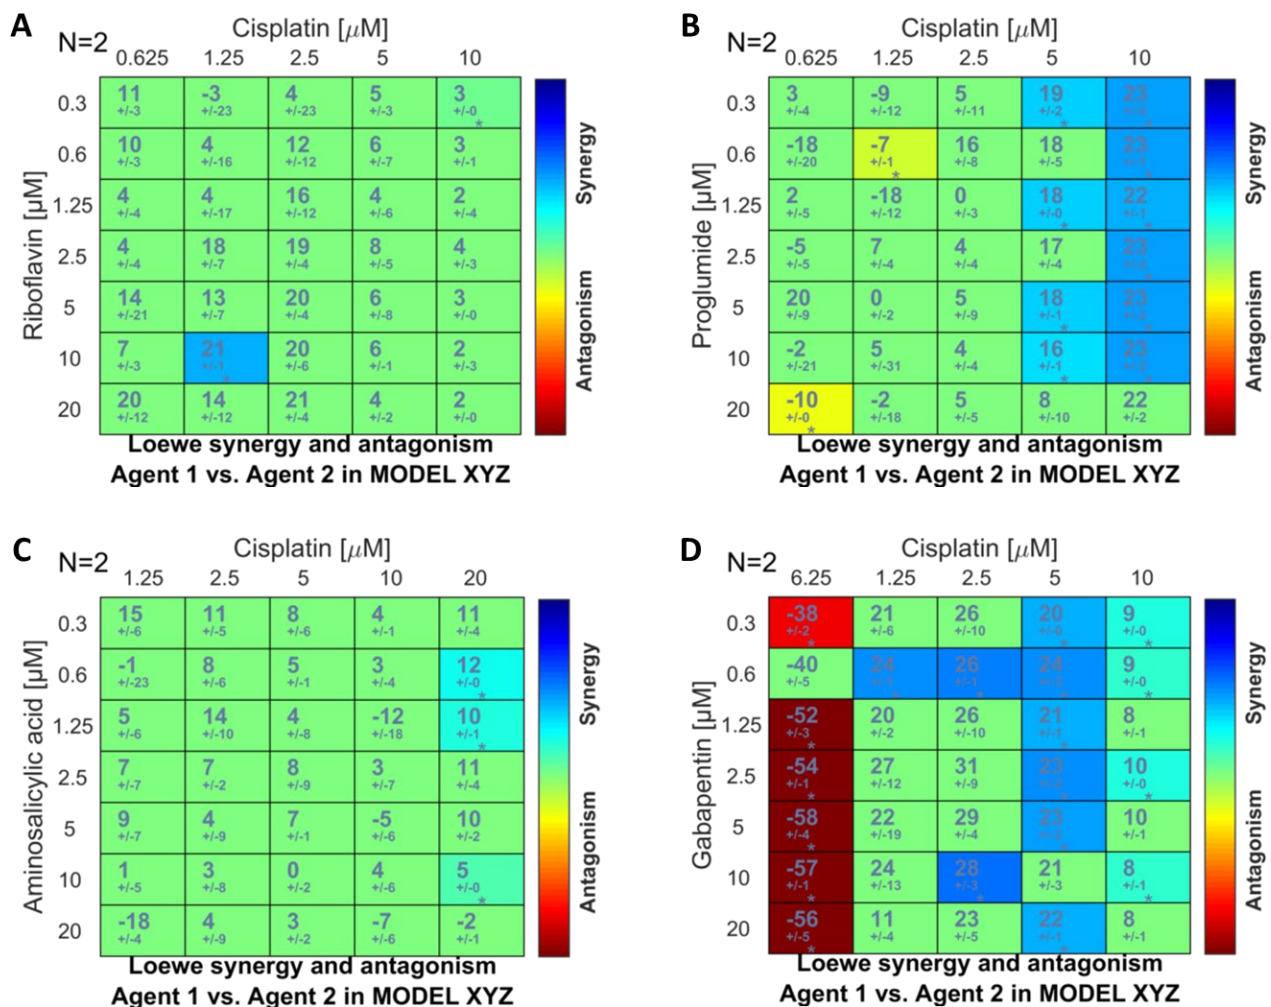 A
Cisplatin [μM]
N=2
0.625 1.25 2.5 5 10
Riboflavin [μM]
0.3 11 -3 4 5 3
+/-3 +/-23 +/-23 +/-3 +/-0 *
0.6 10 4 12 6 3
+/-3 +/-16 +/-12 +/-7 +/-1
1.25 4 4 16 4 2
+/-4 +/-17 +/-12 +/-6 +/-4
2.5 4 18 19 8 4
+/-4 +/-7 +/-4 +/-5 +/-3
5 14 13 20 6 3
+/-21 +/-7 +/-4 +/-8 +/-0
10 7 21 20 6 2
+/-3 +/-1 * +/-6 +/-1 +/-3
20 20 14 21 4 2
+/-12 +/-12 +/-4 +/-2 +/-0
Synergy
Antagonism
Loewe synergy and antagonism
Agent 1 vs. Agent 2 in MODEL XYZ
B
Cisplatin [μM]
N=2
0.625 1.25 2.5 5 10
Proglumide [μM]
0.3 3 -9 5 19 23
+/-4 +/-12 +/-11 +/-2 * *
0.6 -18 -7 16 18 23
+/-20 +/-1 * +/-8 +/-5 +/-1 *
1.25 2 -18 0 18 22
+/-5 +/-12 +/-3 +/-0 * +/-1 *
2.5 -5 7 4 17 23
+/-5 +/-4 +/-4 +/-4 *
5 20 0 5 18 23
+/-9 +/-2 +/-9 +/-1 * *
10 -2 5 4 16 23
+/-21 +/-31 +/-4 +/-1 * *
20 -10 -2 5 8 22
+/-0 * +/-18 +/-5 +/-10 +/-2
Synergy
Antagonism
Loewe synergy and antagonism
Agent 1 vs. Agent 2 in MODEL XYZ
C
Cisplatin [μM]
N=2
1.25 2.5 5 10 20
Aminosalicylic acid [μM]
0.3 15 11 8 4 11
+/-6 +/-5 +/-6 +/-1 +/-4
0.6 -1 8 5 3 12
+/-23 +/-6 +/-1 +/-4 +/-0 *
1.25 5 14 4 -12 10
+/-6 +/-10 +/-8 +/-18 +/-1 *
2.5 7 7 8 3 11
+/-7 +/-2 +/-9 +/-7 +/-4
5 9 4 7 -5 10
+/-7 +/-9 +/-1 +/-6 +/-2
10 1 3 0 4 5
+/-5 +/-8 +/-2 +/-6 +/-0 *
20 -18 4 3 -7 -2
+/-4 +/-9 +/-2 +/-6 +/-1
Synergy
Antagonism
Loewe synergy and antagonism
Agent 1 vs. Agent 2 in MODEL XYZ
D
Cisplatin [μM]
N=2
6.25 1.25 2.5 5 10
Gabapentin [μM]
0.3 -38 21 26 20 9
+/-2 * +/-6 +/-10 +/-0 * +/-0 *
0.6 -40 24 26 24 9
+/-5 +/-1 * +/-1 * * +/-0 *
1.25 -52 20 26 21 8
+/-3 * +/-2 +/-10 +/-1 * +/-1
2.5 -54 27 31 23 10
+/-1 * +/-12 +/-9 * +/-0 *
5 -58 22 29 23 10
+/-4 * +/-19 +/-4 * +/-1
10 -57 24 28 21 8
+/-1 * +/-13 +/-3 * +/-3 +/-1 *
20 -56 11 23 22 8
+/-5 * +/-4 +/-5 +/-1 * +/-1
Synergy
Antagonism
Loewe synergy and antagonism
Agent 1 vs. Agent 2 in MODEL XYZ